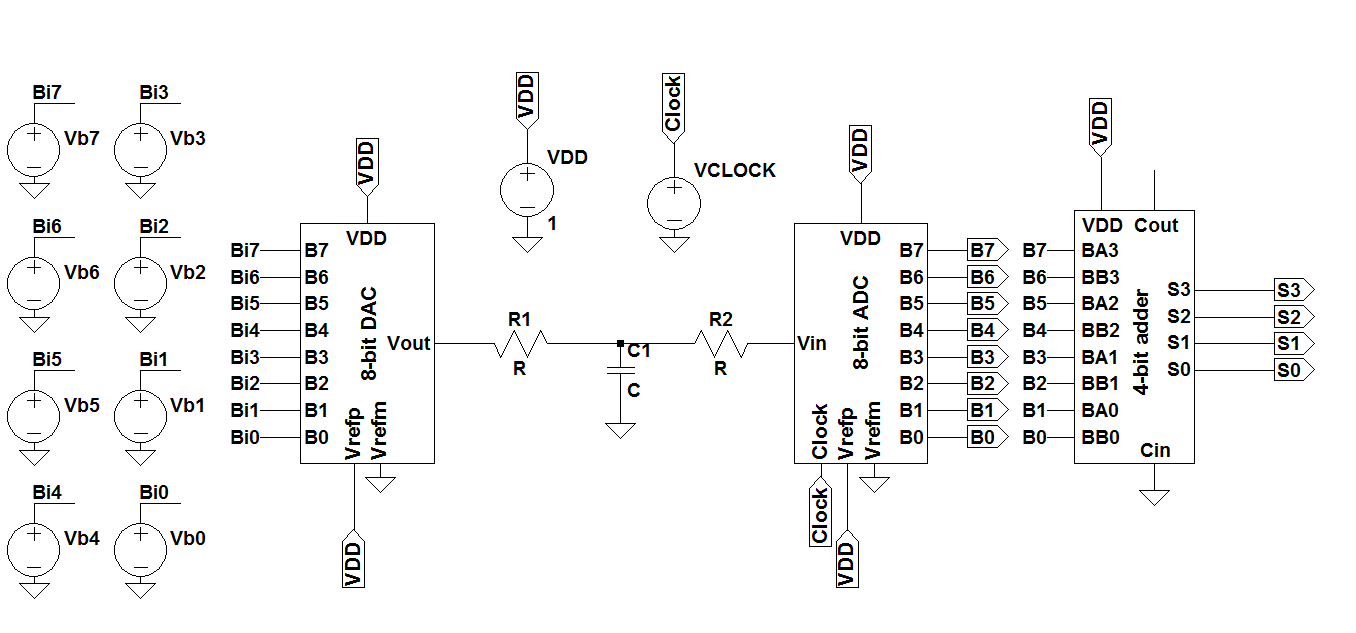 Bi7
Vb7
Bi3
Vb3
Bi6
Vb6
Bi2
Vb2
Bi5
Vb5
Bi1
Vb1
Bi4
Vb4
Bi0
Vb0
VDD
VDD
Bi7 B7
Bi6 B6
Bi5 B5
Bi4 B4
Bi3 B3
Bi2 B2
Bi1 B1
Bi0 B0
8-bit DAC
Vout
Vrefp
Vrefm
VDD
VDD
VDD
1
Clock
VCLOCK
R1
R
C1
C
R2
R
VDD
VDD
Vin
8-bit ADC
B7 B7
B6 B6
B5 B5
B4 B4
B3 B3
B2 B2
B1 B1
B0 B0
Clock
Vrefp
Vrefm
Clock
VDD
VDD
VDD Cout
B7 BA3
B6 BB3
B5 BA2
B4 BB2
B3 BA1
B2 BB1
B1 BA0
B0 BB0
4-bit adder
S3 S3
S2 S2
S1 S1
S0 S0
Cin